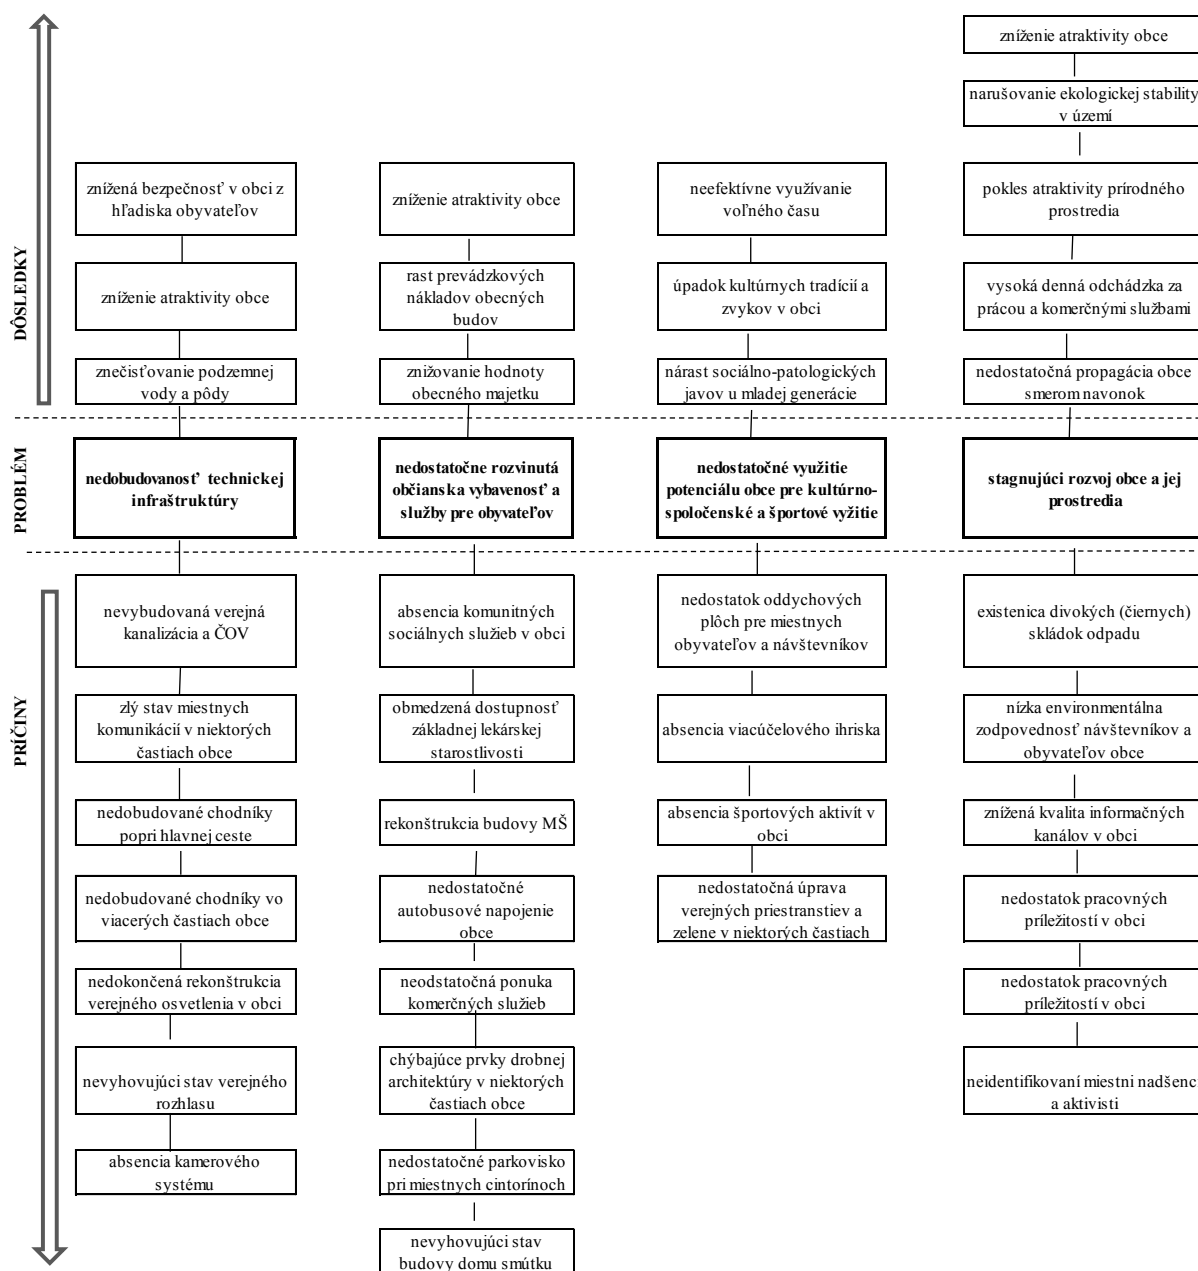 DÔSLEDKY
znížená bezpečnosť v obci z
hľadiska obyvateľov
zníženie atraktivity obce
znečisťovanie podzemnej
vody a pôdy
zníženie atraktivity obce
rast prevádzkových
nákladov obecných
budov
znižovanie hodnoty
obecného majetku
neefektívne využívanie
voľného času
úpadok kultúrnych tradícií a
zvykov v obci
nárast sociálno-patologických
javov u mladej generácie
zníženie atraktivity obce
narušovanie ekologickej stability
v území
pokles atraktivity prírodného
prostredia
vysoká denná odchádzka za
prácou a komerčnými službami
nedostatočná propagácia obce
smerom navonok
PROBLÉM
nedobudovanosť technickej
infraštruktúry
nedostatočne rozvinutá
občianska vybavenosť a
služby pre obyvateľov
nedostatočné využitie
potenciálu obce pre kultúrno-
spoločenské a športové vyžitie
stagnujúci rozvoj obce a jej
prostredia
PRÍČINY
nevybudovaná verejná
kanalizácia a ČOV
zlý stav miestnych
komunikácií v niektorých
častiach obce
nedobudované chodníky
popri hlavnej ceste
nedobudované chodníky vo
viacerých častiach obce
nedokončená rekonštrukcia
verejného osvetlenia v obci
nevyhovujúci stav verejného
rozhlasu
absencia kamerového
systému
absencia komunitných
sociálnych služieb v obci
obmedzená dostupnosť
základnej lekárskej
starostlivosti
rekonštrukcia budovy MŠ
nedostatočné
autobusové napojenie
obce
neodstatočná ponuka
komerčných služieb
chýbajúce prvky drobnej
architektúry v niektorých
častiach obce
nedostatočné parkovisko
pri miestnych cintorínoch
nevyhovujúci stav
budovy domu smútku
nedostatok oddychových
plôch pre miestnych
obyvateľov a návštevníkov
absencia viacúčelového ihriska
absencia športových aktivít v
obci
nedostatočná úprava
verejných priestranstiev a
zelene v niektorých častiach
existenica divokých (čiernych)
skládok odpadu
nízka environmentálna
zodpovednosť návštevníkov a
obyvateľov obce
znížená kvalita informačných
kanálov v obci
nedostatok pracovných
príležitostí v obci
nedostatok pracovných
príležitostí v obci
neidentifikovaní miestni nadšenci
a aktivisti